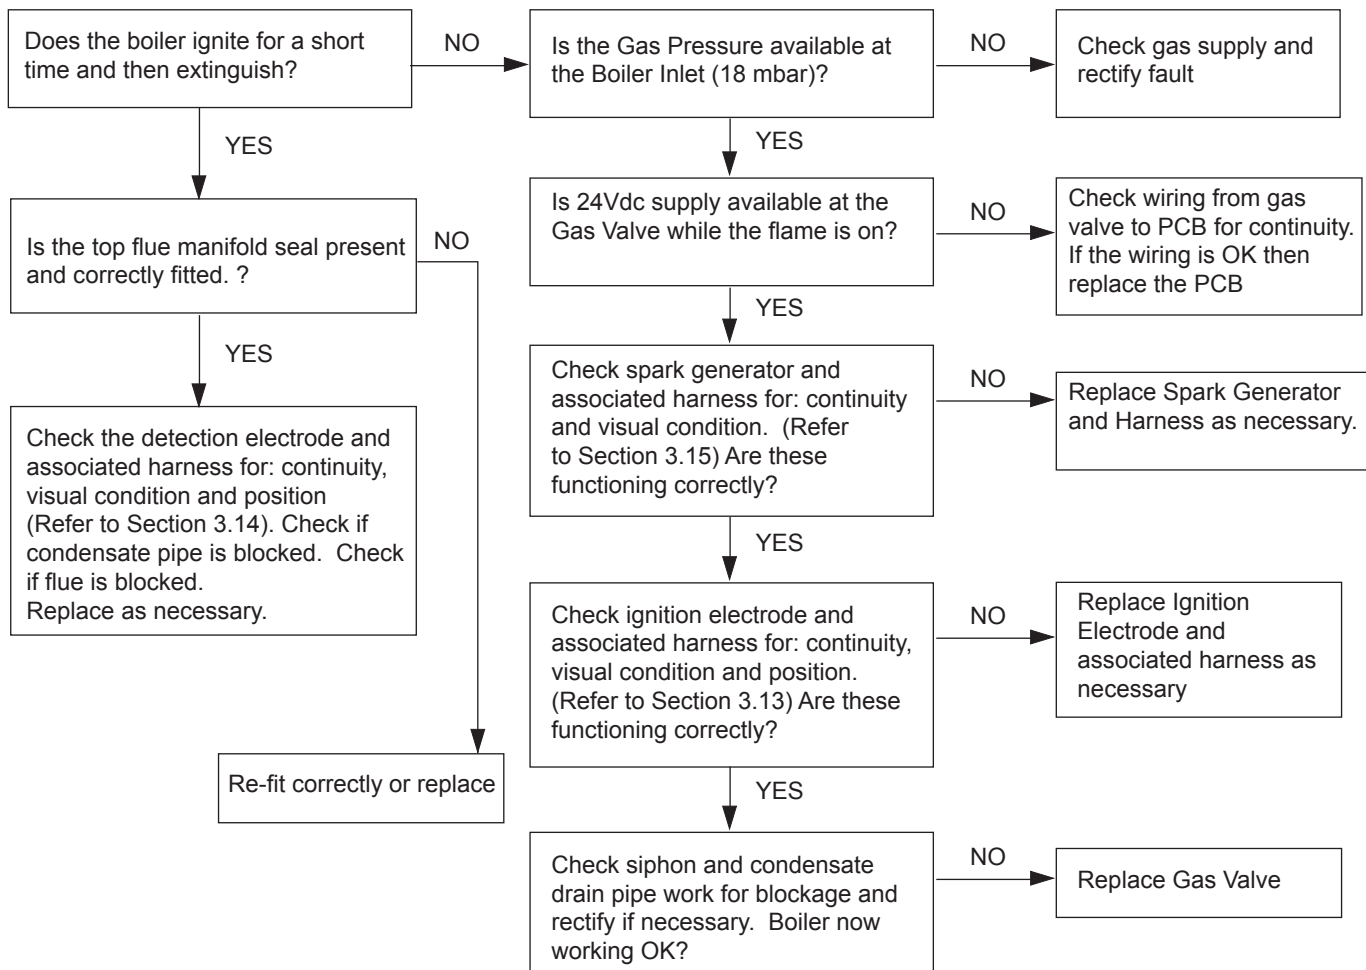 Does the boiler ignite for a short
time and then extinguish?
NO
Is the Gas Pressure available at
the Boiler Inlet (18 mbar)?
NO
Check gas supply and
rectify fault
YES
YES
Is the top flue manifold seal present
and correctly fitted. ?
NO
Is 24Vdc supply available at the
Gas Valve while the flame is on?
NO
Check wiring from gas
valve to PCB for continuity.
If the wiring is OK then
replace the PCB
YES
YES
Check the detection electrode and
associated harness for: continuity,
visual condition and position
(Refer to Section 3.14). Check if
condensate pipe is blocked.  Check
if flue is blocked.
Replace as necessary.
Check spark generator and
associated harness for: continuity
and visual condition.  (Refer
to Section 3.15) Are these
functioning correctly?
NO
Replace Spark Generator
and Harness as necessary.
YES
Check ignition electrode and
associated harness for: continuity,
visual condition and position.
(Refer to Section 3.13) Are these
functioning correctly?
NO
Replace Ignition
Electrode and
associated harness as
necessary
Re-fit correctly or replace
YES
Check siphon and condensate
drain pipe work for blockage and
rectify if necessary.  Boiler now
working OK?
NO
Replace Gas Valve